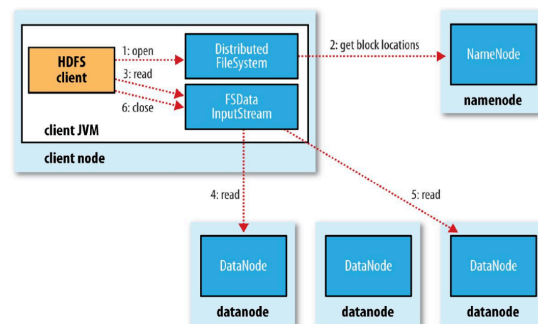 HDFS
client
1: open
3: read
6: close
Distributed
FileSystem
FSData
InputStream
2: get block locations
NameNode
namenode
client JVM
client node
4: read
5: read
DataNode
DataNode
DataNode
datanode
datanode
datanode